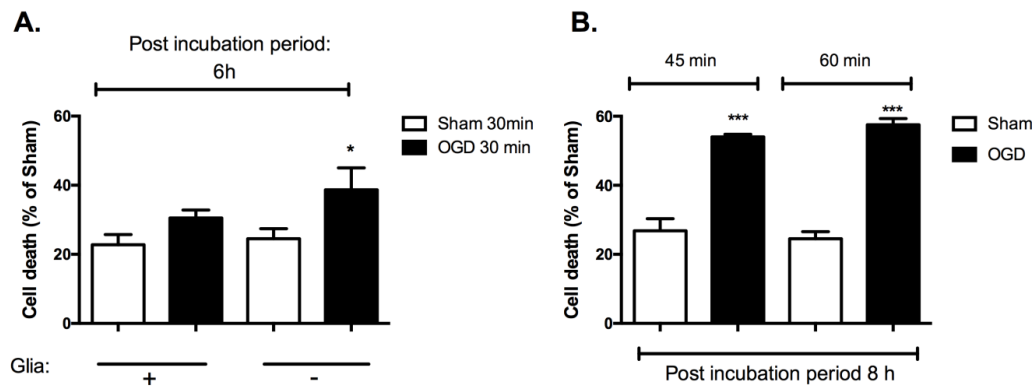 A.
Post incubation period:
6h
Cell death (% of Sham)
60
40
20
0
*
Sham 30min
OGD 30 min
Glia:
+
-
B.
45 min
60 min
Cell death (% of Sham)
60
40
20
0
***
***
Sham
OGD
Post incubation period 8 h